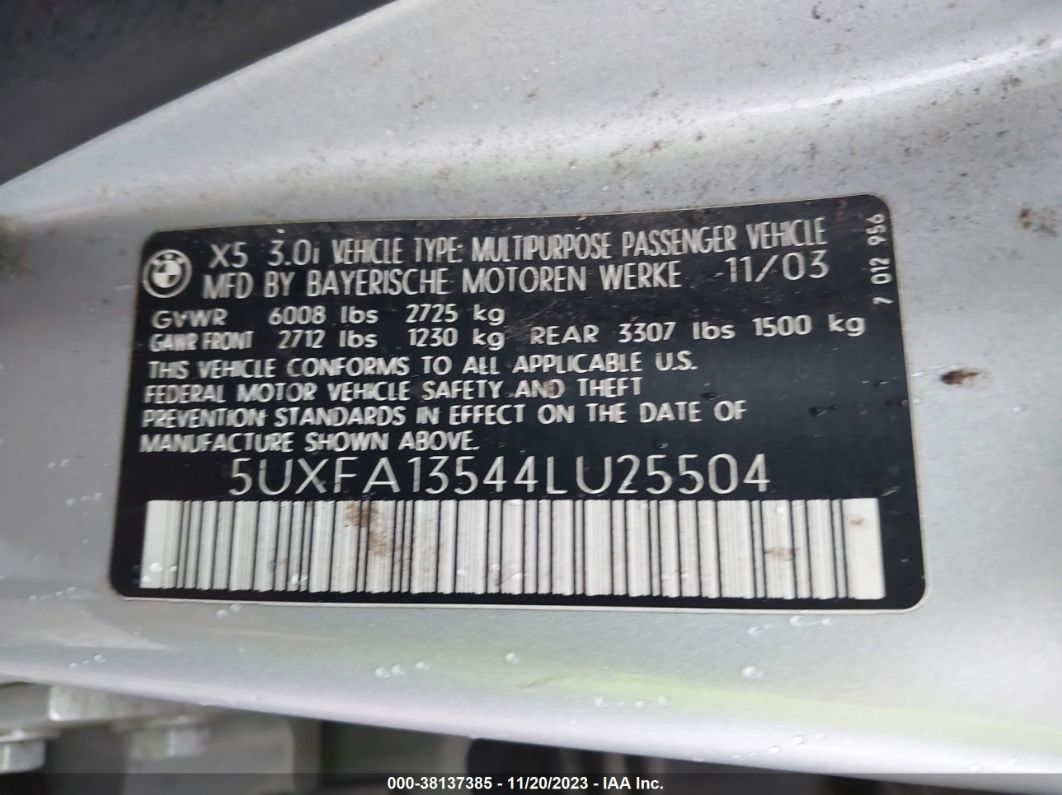 X5 3.0i VEHICLE TYPE: MULTIPURPOSE PASSENGER VEHICLE
MFD BY BAYERISCHE MOTOREN WERKE 11/03
GVWR 6008 lbs 2725 kg
GAWR FRONT 2712 lbs 1230 kg REAR 3307 lbs 1500 kg
THIS VEHICLE CONFORMS TO ALL APPLICABLE U.S.
FEDERAL MOTOR VEHICLE SAFETY AND THEFT
PREVENTION STANDARDS IN EFFECT ON THE DATE OF
MANUFACTURE SHOWN ABOVE.
5UXFA13544LU25504
7 012 956
000-38137385 - 11/20/2023 - IAA Inc.